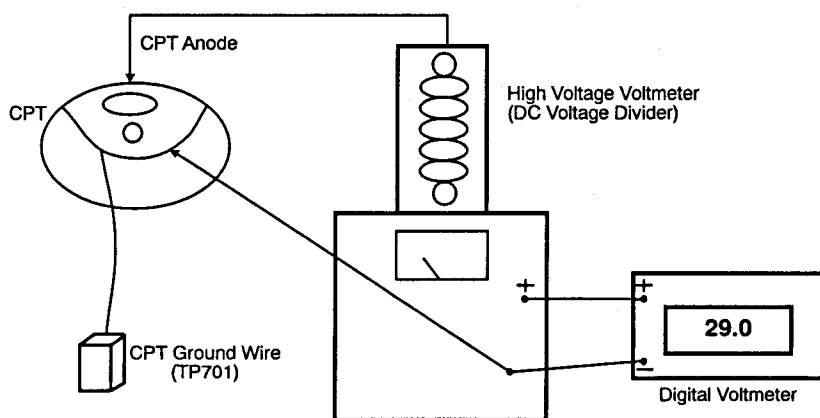 CPT Anode
CPT
High Voltage Voltmeter
(DC Voltage Divider)
+
+
29.0
−
CPT Ground Wire
(TP701)
Digital Voltmeter